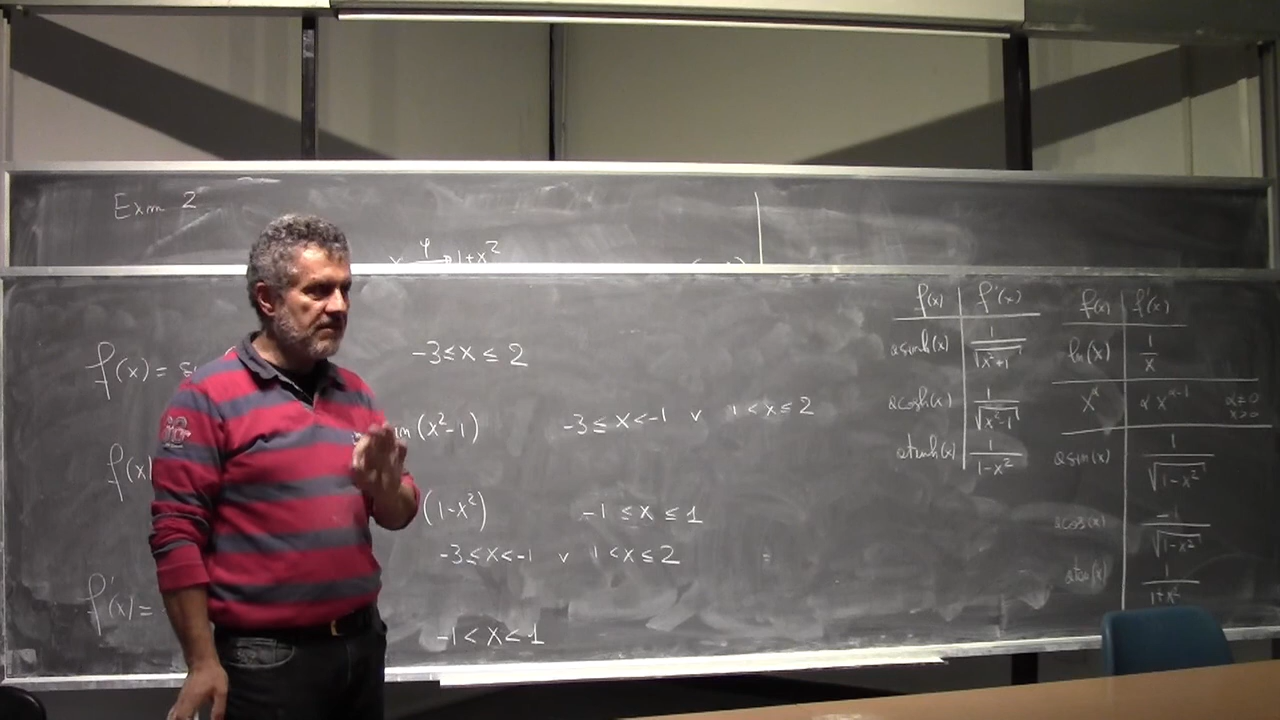 Exm 2
x —φ→ 1+x²
f(x) = s
-3 ≤ x ≤ 2
f(x)
(x²-1)
-3 ≤ x < -1 ∨ 1 < x ≤ 2
(1-x²)
-1 ≤ x ≤ 1
f'(x) =
-3 ≤ x < -1 ∨ 1 < x ≤ 2
-1 < x < 1
f(x) f'(x)
asinh(x) 1/√(x²+1)
acosh(x) 1/√(x²-1)
atanh(x) 1/(1-x²)
f(x) f'(x)
ln(x) 1/x
x^α α x^(α-1) α≠0 x>0
asin(x) 1/√(1-x²)
acos(x) -1/√(1-x²)
atan(x) 1/(1+x²)